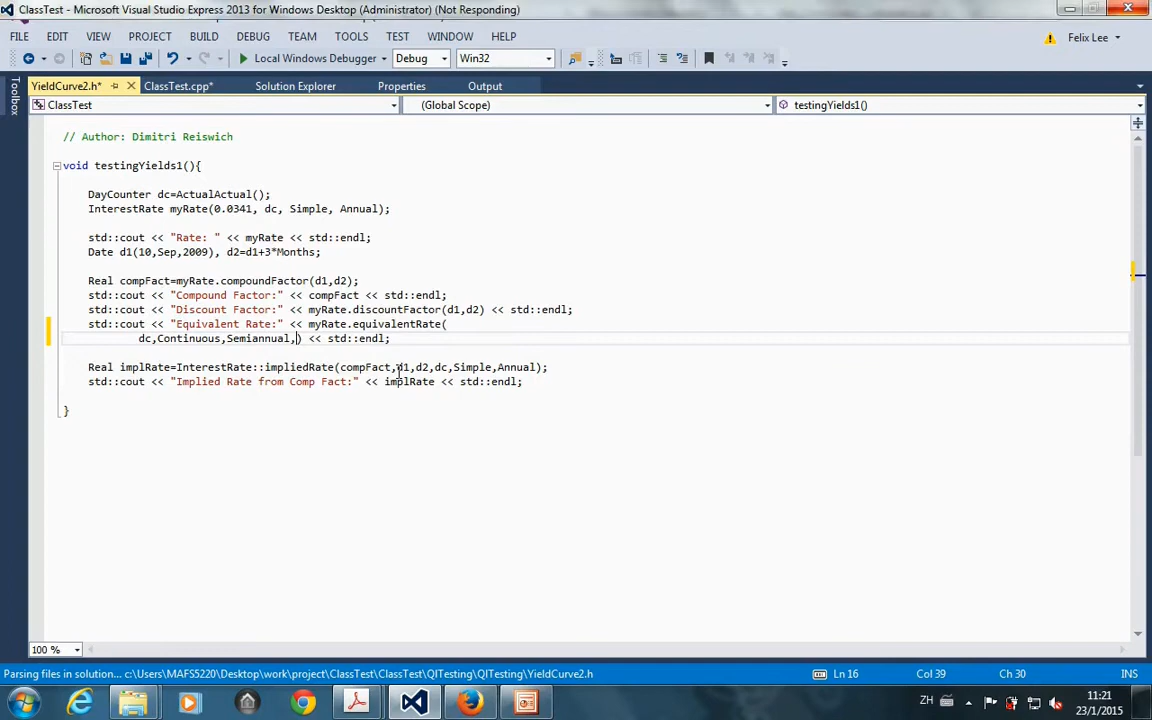 ClassTest - Microsoft Visual Studio Express 2013 for Windows Desktop (Administrator) (Not Responding)
FILE EDIT VIEW PROJECT BUILD DEBUG TEAM TOOLS TEST WINDOW HELP Felix Lee
Local Windows Debugger Debug Win32
YieldCurve2.h* ClassTest.cpp* Solution Explorer Properties Output
Toolbox
ClassTest (Global Scope) testingYields1()
// Author: Dimitri Reiswich
void testingYields1(){
DayCounter dc=ActualActual();
InterestRate myRate(0.0341, dc, Simple, Annual);
std::cout << "Rate: " << myRate << std::endl;
Date d1(10,Sep,2009), d2=d1+3*Months;
Real compFact=myRate.compoundFactor(d1,d2);
std::cout << "Compound Factor:" << compFact << std::endl;
std::cout << "Discount Factor:" << myRate.discountFactor(d1,d2) << std::endl;
std::cout << "Equivalent Rate:" << myRate.equivalentRate(
dc,Continuous,Semiannual,) << std::endl;
Real implRate=InterestRate::impliedRate(compFact,d1,d2,dc,Simple,Annual);
std::cout << "Implied Rate from Comp Fact:" << implRate << std::endl;
}
100 %
Parsing files in solution... c:\Users\MAFS5220\Desktop\work\project\ClassTest\ClassTest\QITesting\QITesting\YieldCurve2.h Ln 16 Col 39 Ch 30 INS
ZH 11:21
23/1/2015